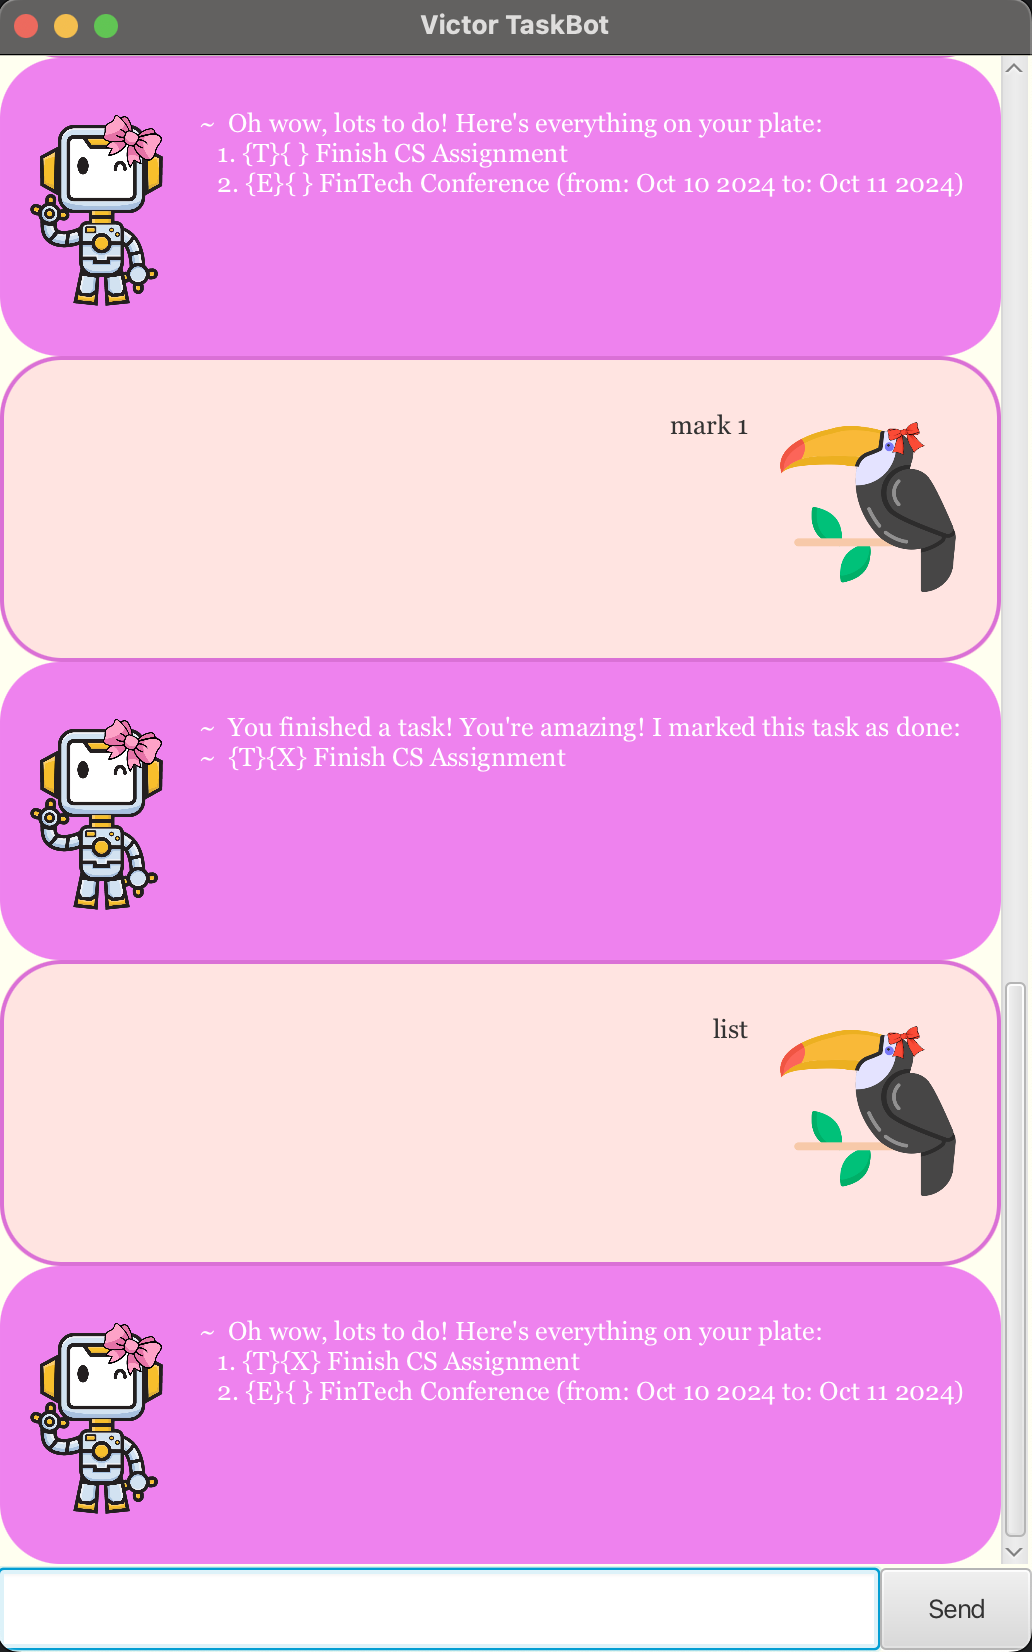 Victor TaskBot
~ Oh wow, lots to do! Here's everything on your plate:
1. {T}{ } Finish CS Assignment
2. {E}{ } FinTech Conference (from: Oct 10 2024 to: Oct 11 2024)
mark 1
~ You finished a task! You're amazing! I marked this task as done:
~ {T}{X} Finish CS Assignment
list
~ Oh wow, lots to do! Here's everything on your plate:
1. {T}{X} Finish CS Assignment
2. {E}{ } FinTech Conference (from: Oct 10 2024 to: Oct 11 2024)
Send